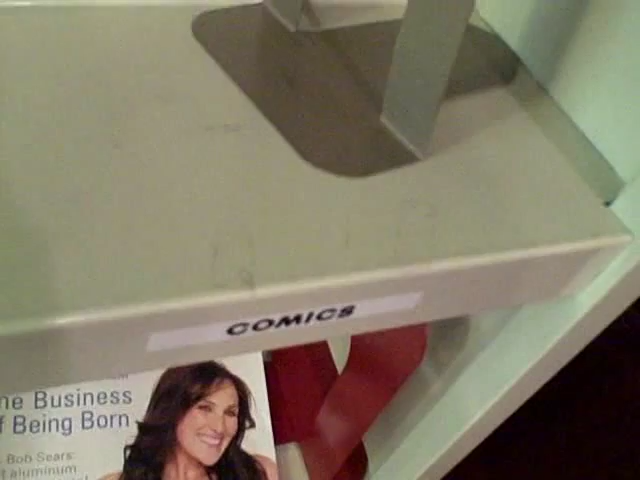 COMICS
he Business
f Being Born
Bob Sears:
t aluminum